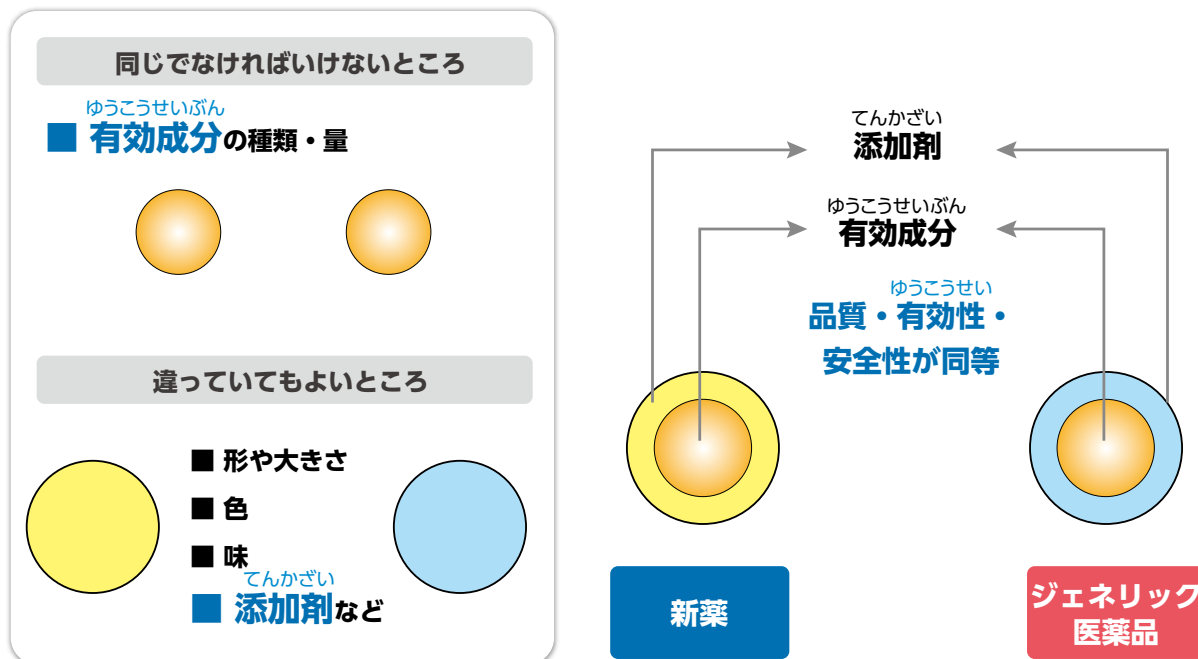 同じでなければいけないところ
ゆうこうせいぶん
■ 有効成分の種類・量
違っていてもよいところ
■ 形や大きさ
■ 色
■ 味
てんかざい
■ 添加剤など
てんかざい
添加剤
ゆうこうせいぶん
有効成分
ゆうこうせい
品質・有効性・
安全性が同等
新薬
ジェネリック
医薬品